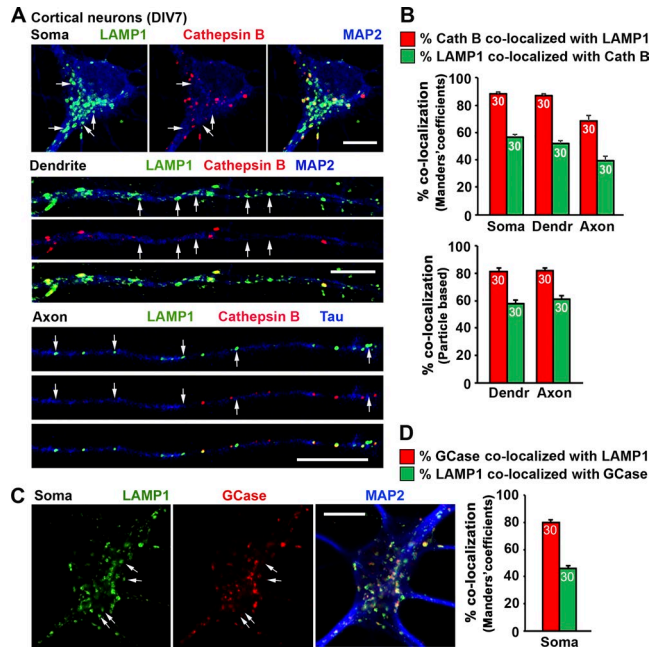 A
Cortical neurons (DIV7)
Soma LAMP1 Cathepsin B MAP2
Dendrite LAMP1 Cathepsin B MAP2
Axon LAMP1 Cathepsin B Tau
B
% Cath B co-localized with LAMP1
% LAMP1 co-localized with Cath B
% co-localization
(Manders'coefficients)
100
80
60
40
20
0
30 30 30 30 30 30
Soma Dendr Axon
% co-localization
(Particle based)
100
80
60
40
20
0
30 30 30 30
Dendr Axon
C
Soma LAMP1 GCase MAP2
D
% GCase co-localized with LAMP1
% LAMP1 co-localized with GCase
% co-localization
(Manders'coefficients)
100
80
60
40
20
0
30 30
Soma